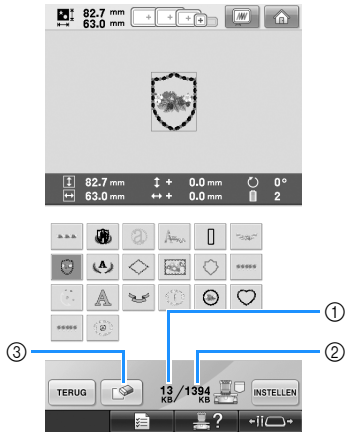 82.7 mm
63.0 mm
82.7 mm 0.0 mm 0°
63.0 mm 0.0 mm 2
A
A
① 
③ ②
TERUG 13 KB / 1394 KB INSTELLEN
?